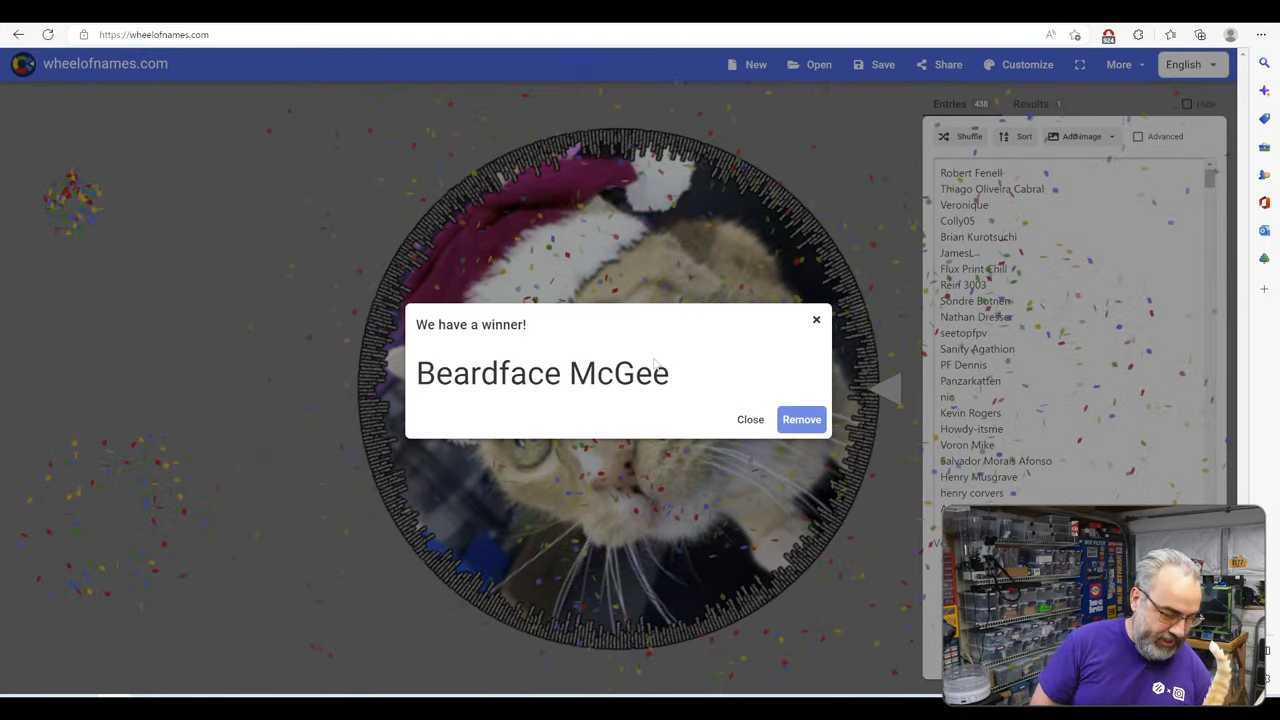 https://wheelofnames.com
924
wheelofnames.com
New
Open
Save
Share
Customize
More
English
Entries 438
Results 1
Hide
Shuffle
Sort
Add image
Advanced
Robert Fenell
Thiago Oliveira Cabral
Veronique
Colly05
Brian Kurotsuchi
JamesL
Flux Print Chill
Rein 3003
Sondre Botnen
Nathan Dresser
seetopfpv
Sanity Agathion
PF Dennis
Panzarkatten
nic
Kevin Rogers
Howdy-itsme
Voron Mike
Salvador Morais Afonso
Henry Musgrave
henry corvers
We have a winner!
Beardface McGee
Close
Remove